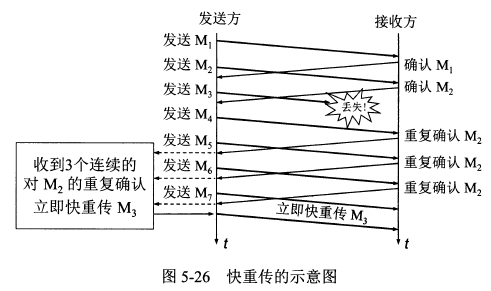 发送方
接收方
发送 M1
发送 M2
确认 M1
发送 M3
确认 M2
丢失!
发送 M4
重复确认 M2
发送 M5
收到3个连续的
对 M2 的重复确认
立即快重传 M3
重复确认 M2
发送 M6
重复确认 M2
发送 M7
立即快重传 M3
t
t
图 5-26 快重传的示意图